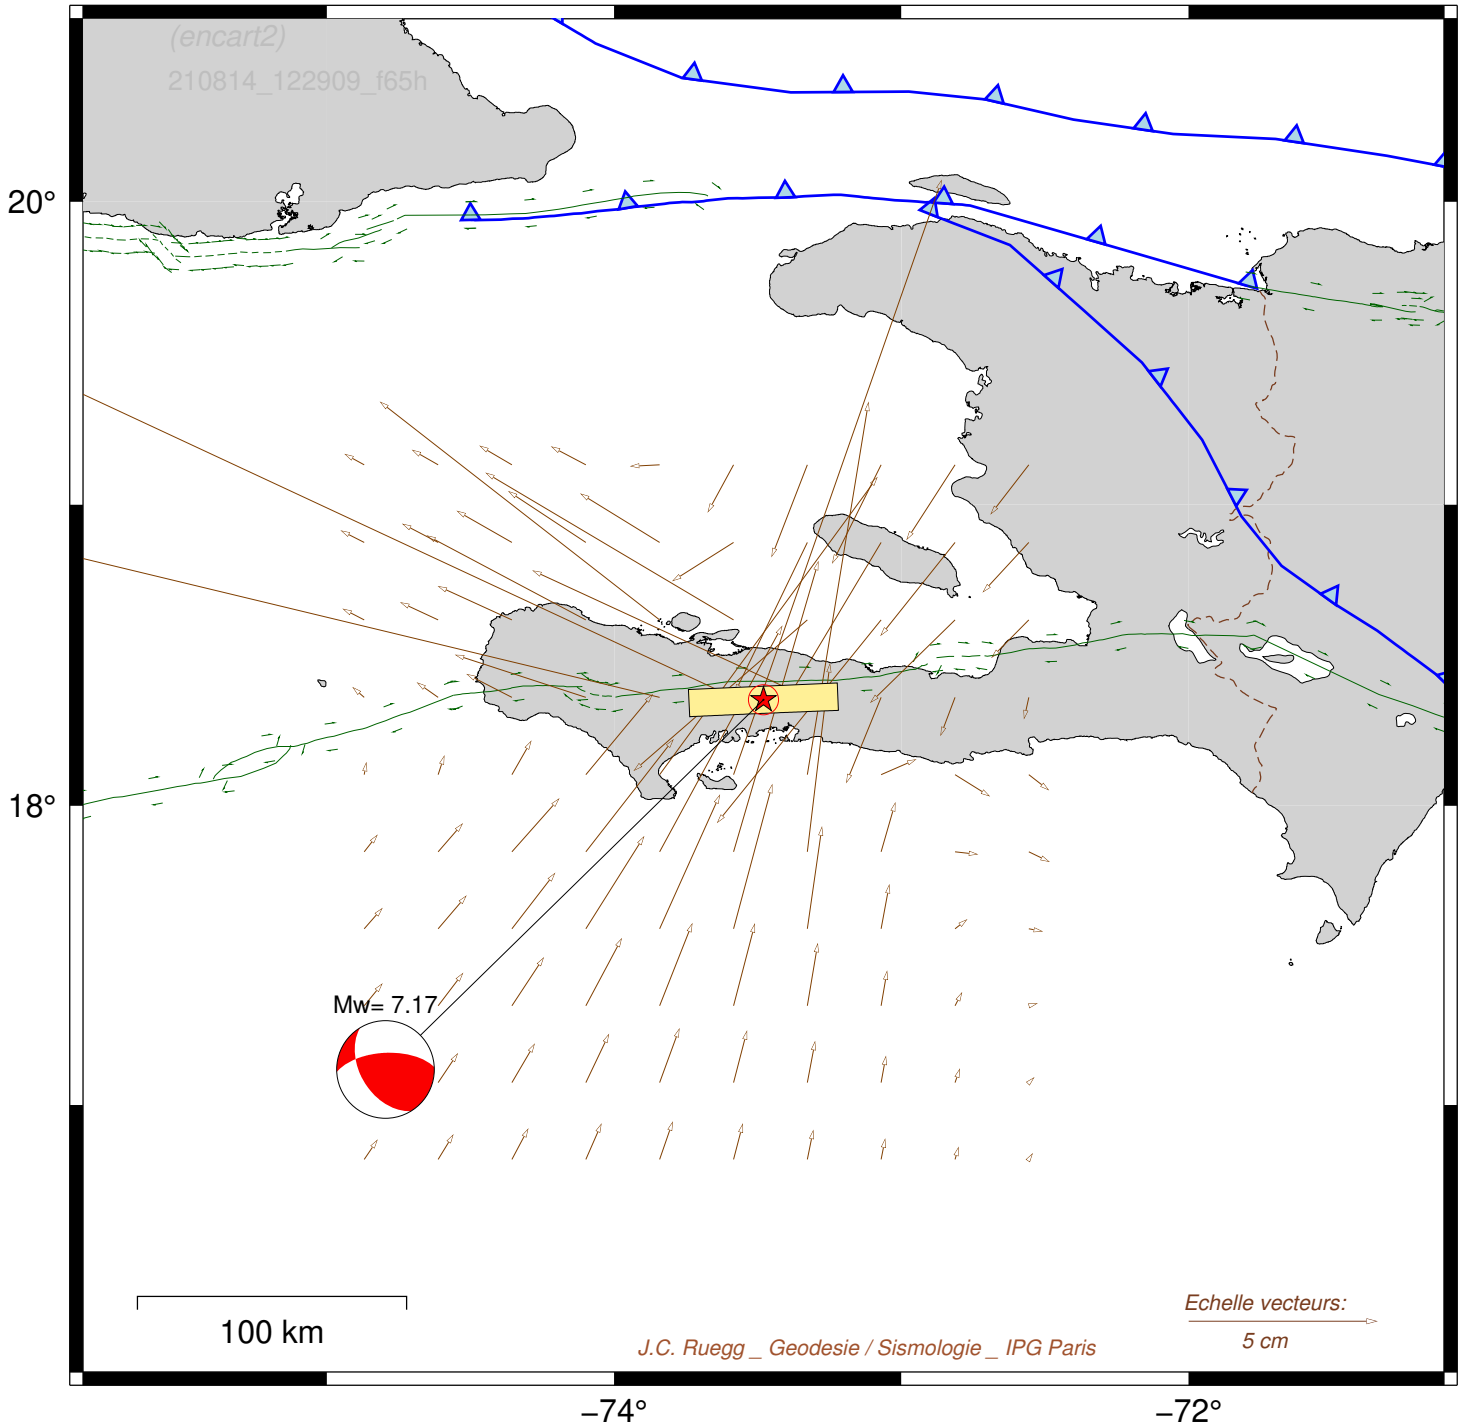 (encart2)
210814_122909_f65h
20°
18°
Mw= 7.17
100 km
Echelle vecteurs:
5 cm
J.C. Ruegg _ Geodesie / Sismologie _ IPG Paris
−74°
−72°